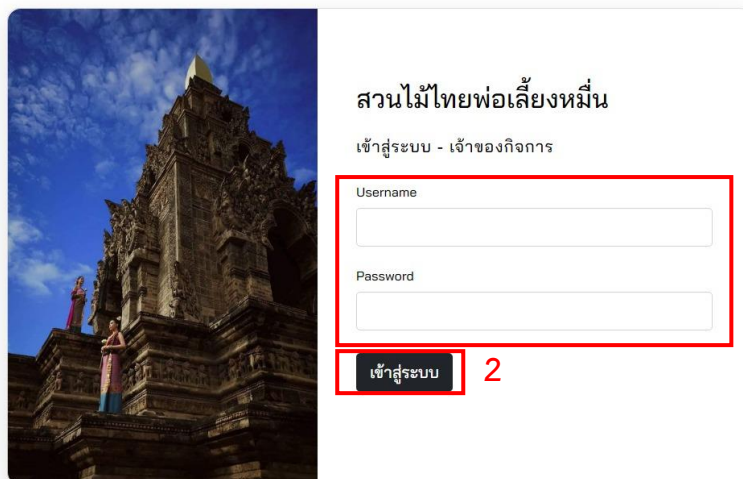 สวนไม้ไทยพ่อเลี้ยงหมื่น
เข้าสู่ระบบ - เจ้าของกิจการ
Username
Password
เข้าสู่ระบบ 2